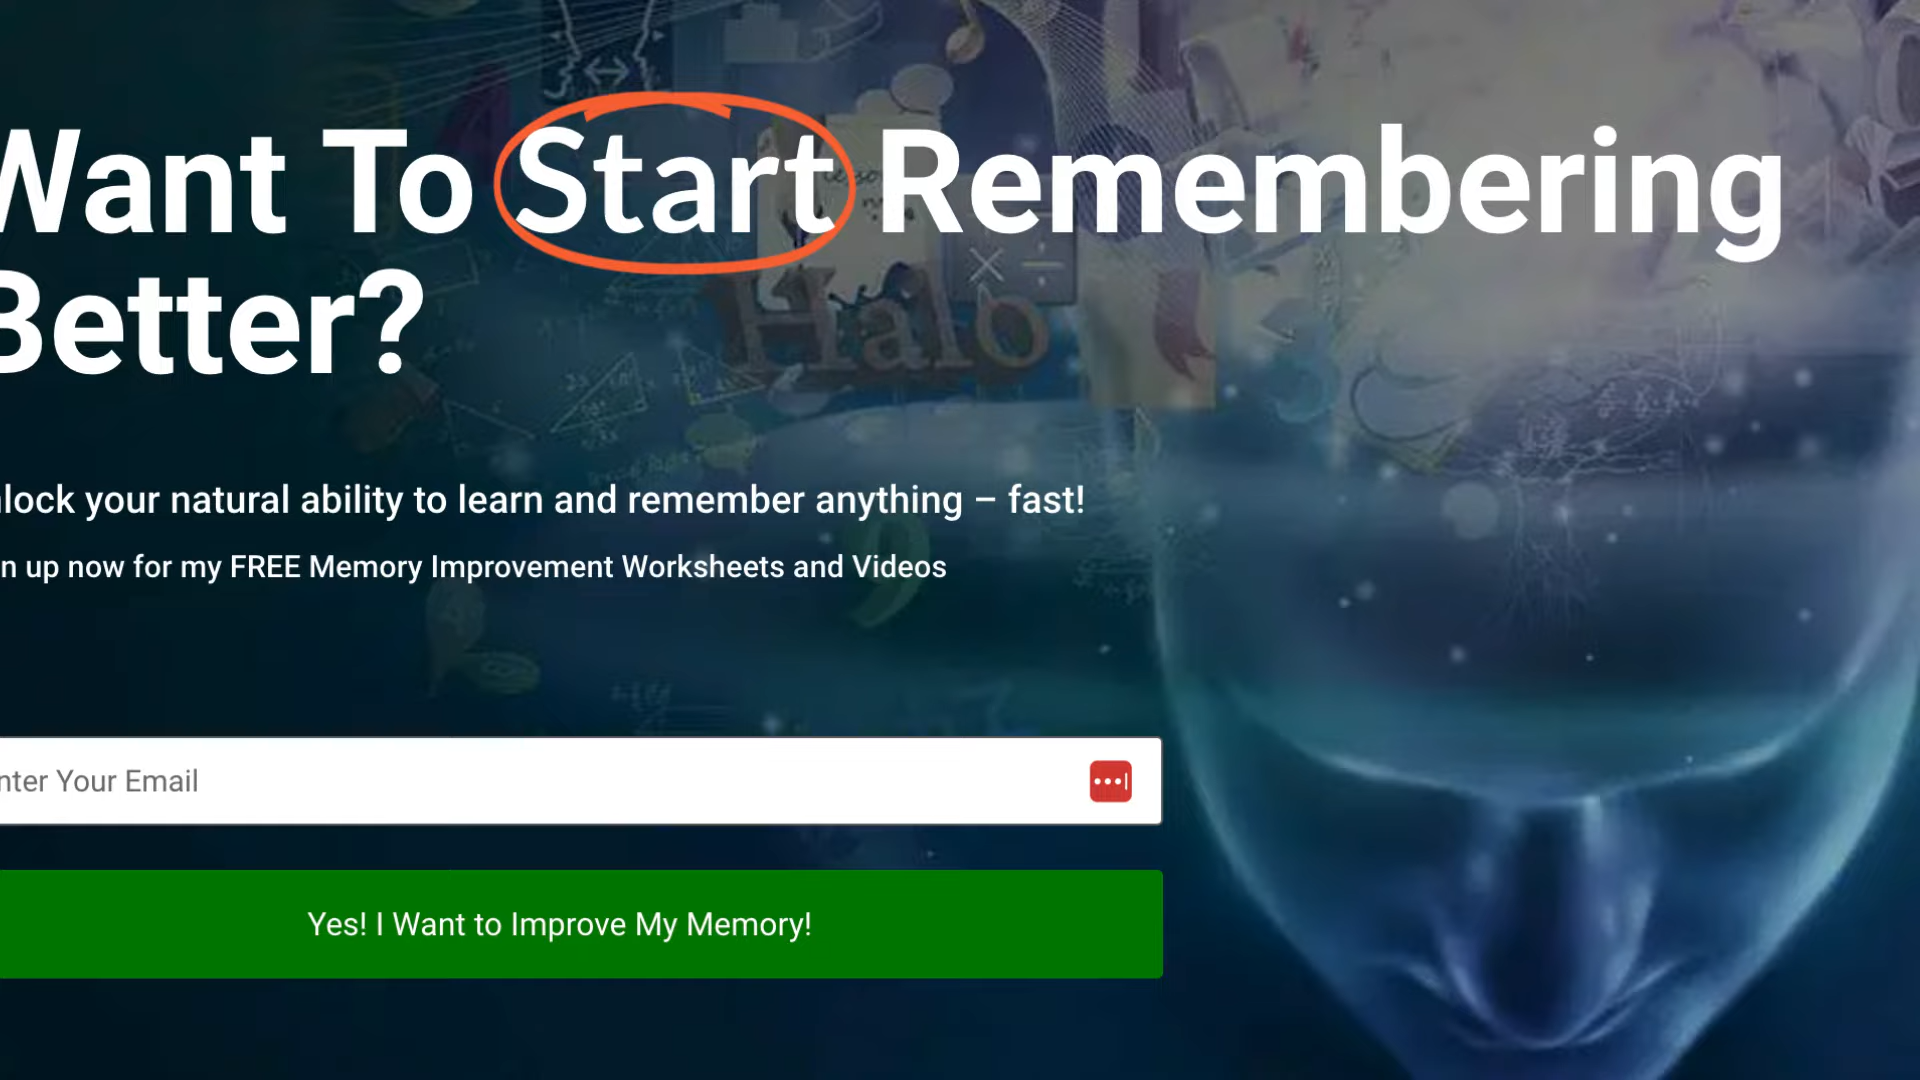 Want To Start Remembering
Better?
Halo
lock your natural ability to learn and remember anything – fast!
n up now for my FREE Memory Improvement Worksheets and Videos
nter Your Email
Yes! I Want to Improve My Memory!